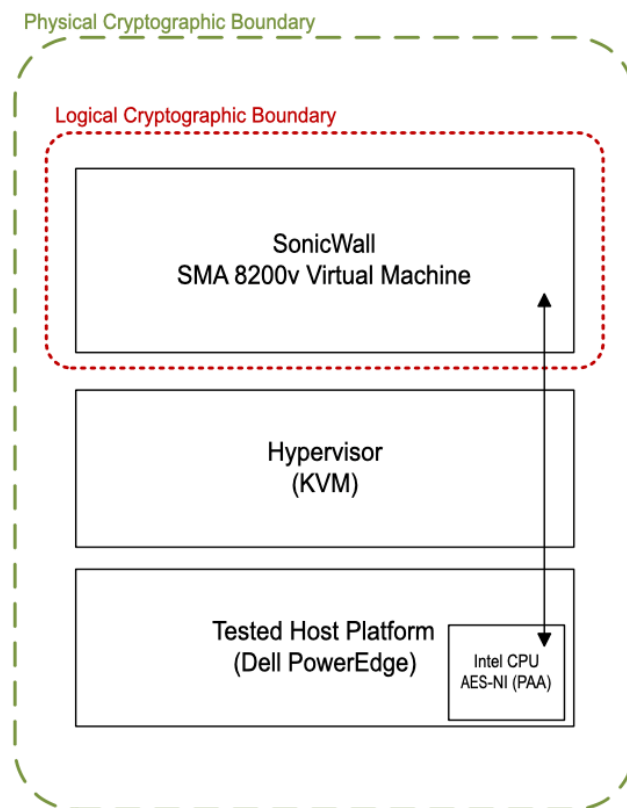 Physical Cryptographic Boundary
Logical Cryptographic Boundary
SonicWall
SMA 8200v Virtual Machine
Hypervisor
(KVM)
Tested Host Platform
(Dell PowerEdge)
Intel CPU
AES-NI (PAA)